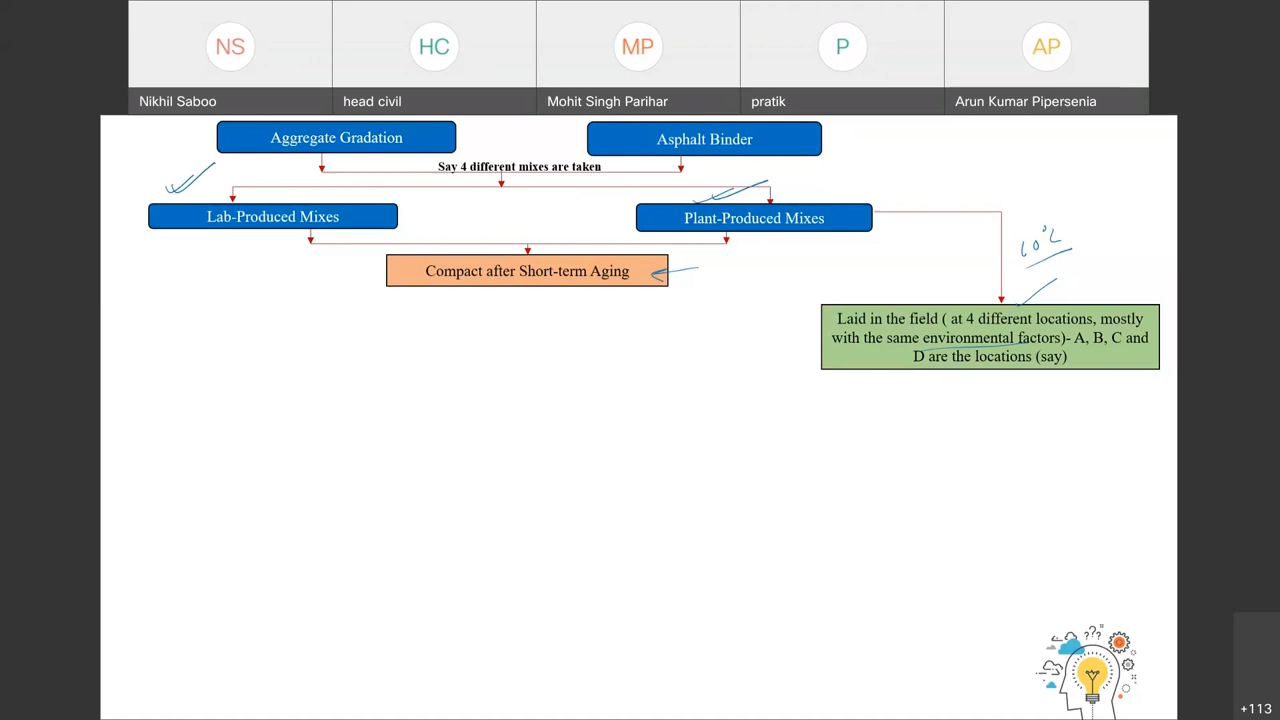 NS
HC
MP
P
AP
Nikhil Saboo
head civil
Mohit Singh Parihar
pratik
Arun Kumar Pipersenia
Aggregate Gradation
Asphalt Binder
Say 4 different mixes are taken
Lab-Produced Mixes
Plant-Produced Mixes
60°C
Compact after Short-term Aging
Laid in the field ( at 4 different locations, mostly
with the same environmental factors)- A, B, C and
D are the locations (say)
???
+113